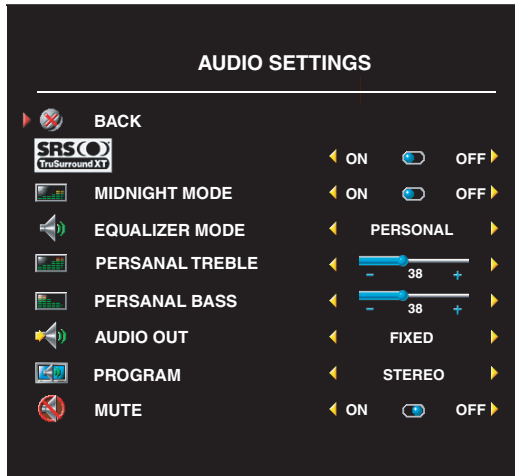 AUDIO SETTINGS
BACK
SRS
TruSurround XT
ON OFF
MIDNIGHT MODE ON OFF
EQUALIZER MODE PERSONAL
PERSANAL TREBLE - 38 +
PERSANAL BASS - 38 +
AUDIO OUT FIXED
PROGRAM STEREO
MUTE ON OFF